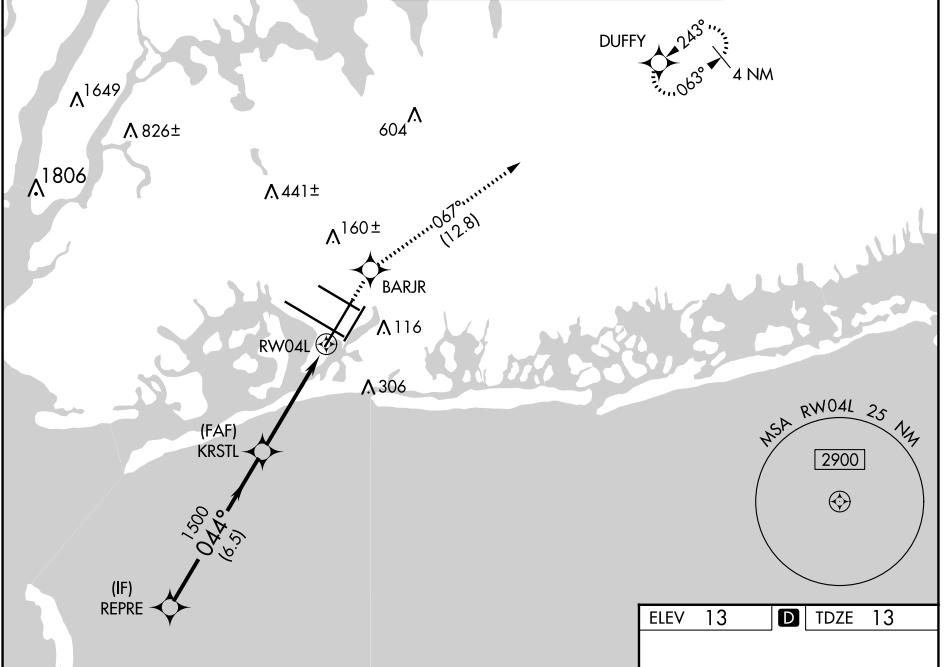 DUFFY
243°
063°
4 NM
1649
826±
604
1806
441±
067°
(12.8)
160±
BARJR
RW04L
116
306
(FAF)
KRSTL
MSA RW04L 25 NM
2900
1500
044°
(6.5)
(IF)
REPRE
ELEV 13 D TDZE 13